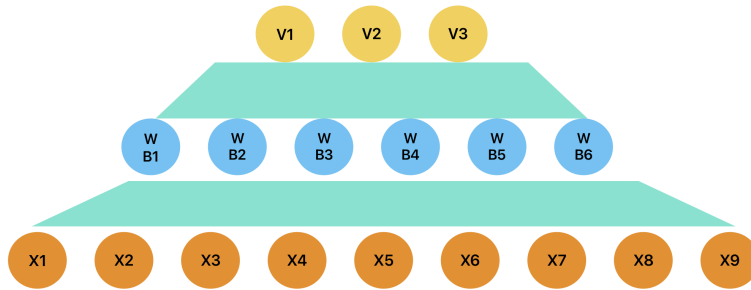 V1 V2 V3
W W W W W W
B1 B2 B3 B4 B5 B6
X1 X2 X3 X4 X5 X6 X7 X8 X9